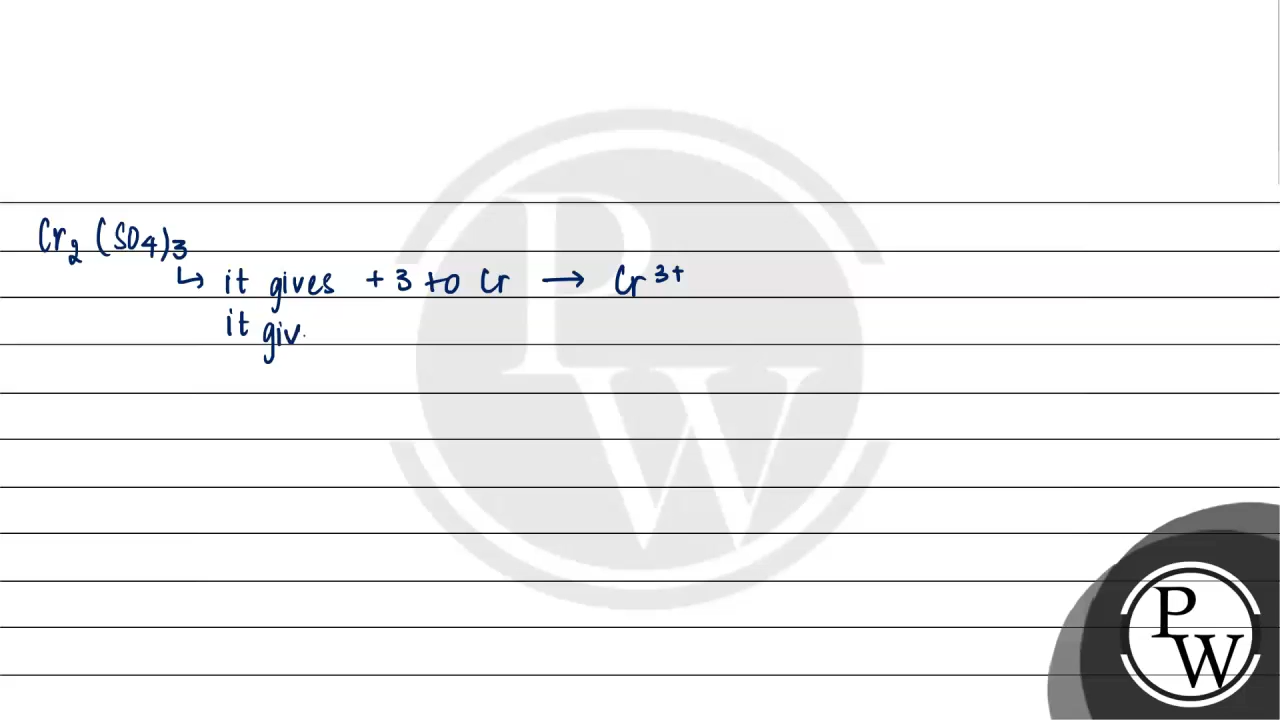 Cr₂ (SO₄)₃
↳ it gives +3 to Cr → Cr³⁺
it giv
P
W
P
W